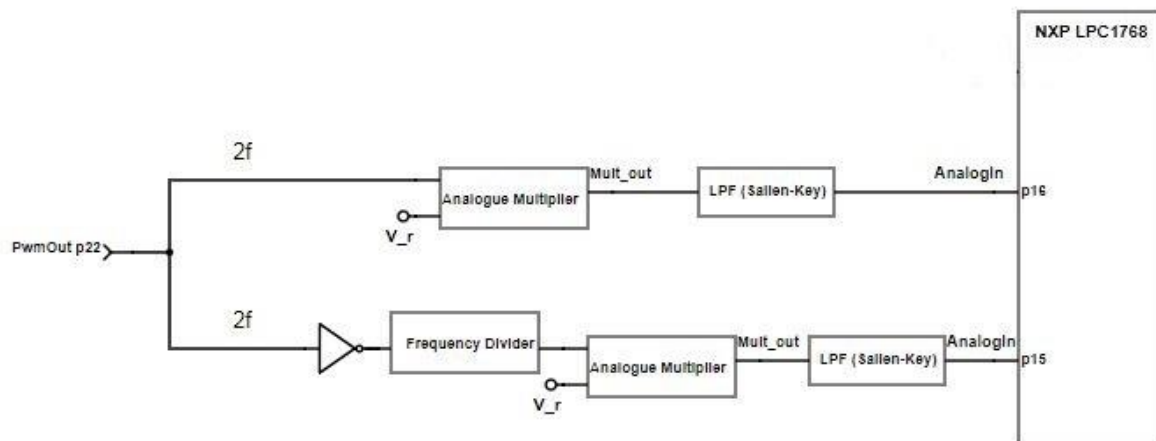 NXP LPC1768
2f
Mult_out
AnalogIn
LPF (Sallen-Key)
Analogue Multiplier
p16
V_r
PwmOut p22
2f
Mult_out
AnalogIn
Frequency Divider
LPF (Sallen-Key)
p15
Analogue Multiplier
V_r